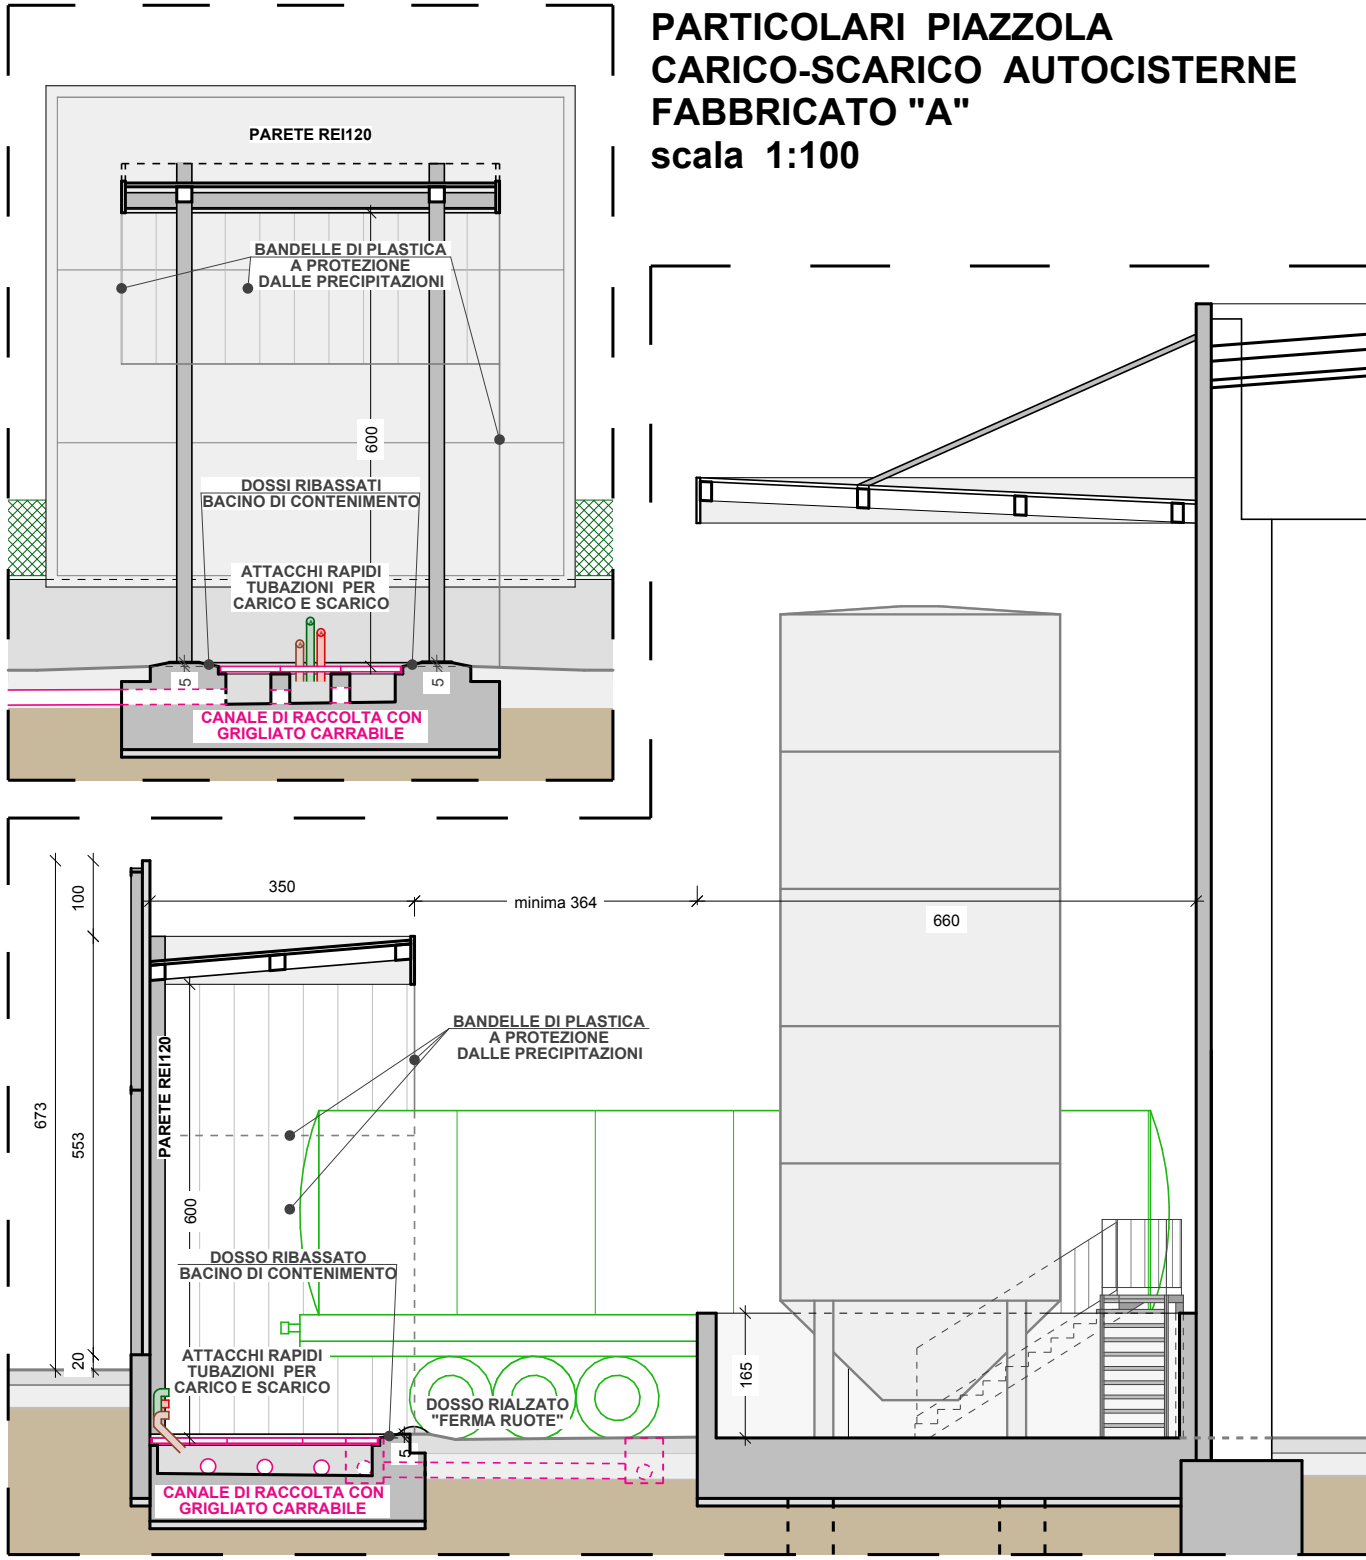 PARTICOLARI PIAZZOLA
CARICO-SCARICO AUTOCISTERNE
FABBRICATO "A"
scala 1:100
PARETE REI120
BANDELLE DI PLASTICA
A PROTEZIONE
DALLE PRECIPITAZIONI
600
DOSSI RIBASSATI
BACINO DI CONTENIMENTO
ATTACCHI RAPIDI
TUBAZIONI PER
CARICO E SCARICO
5
5
CANALE DI RACCOLTA CON
GRIGLIATO CARRABILE
100
350
minima 364
660
673
553
PARETE REI120
BANDELLE DI PLASTICA
A PROTEZIONE
DALLE PRECIPITAZIONI
600
DOSSO RIBASSATO
BACINO DI CONTENIMENTO
20
ATTACCHI RAPIDI
TUBAZIONI PER
CARICO E SCARICO
165
DOSSO RIALZATO
"FERMA RUOTE"
5
CANALE DI RACCOLTA CON
GRIGLIATO CARRABILE